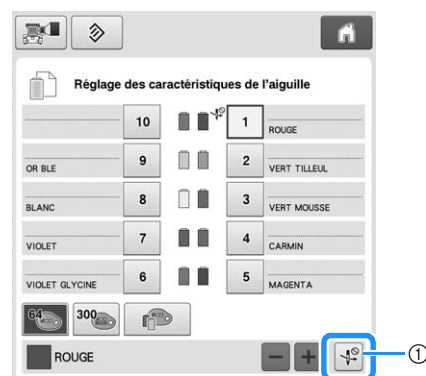 Réglage des caractéristiques de l'aiguille
10 1 ROUGE
OR BLE 9 2 VERT TILLEUL
BLANC 8 3 VERT MOUSSE
VIOLET 7 4 CARMIN
VIOLET GLYCINE 6 5 MAGENTA
64 300
ROUGE - +
①